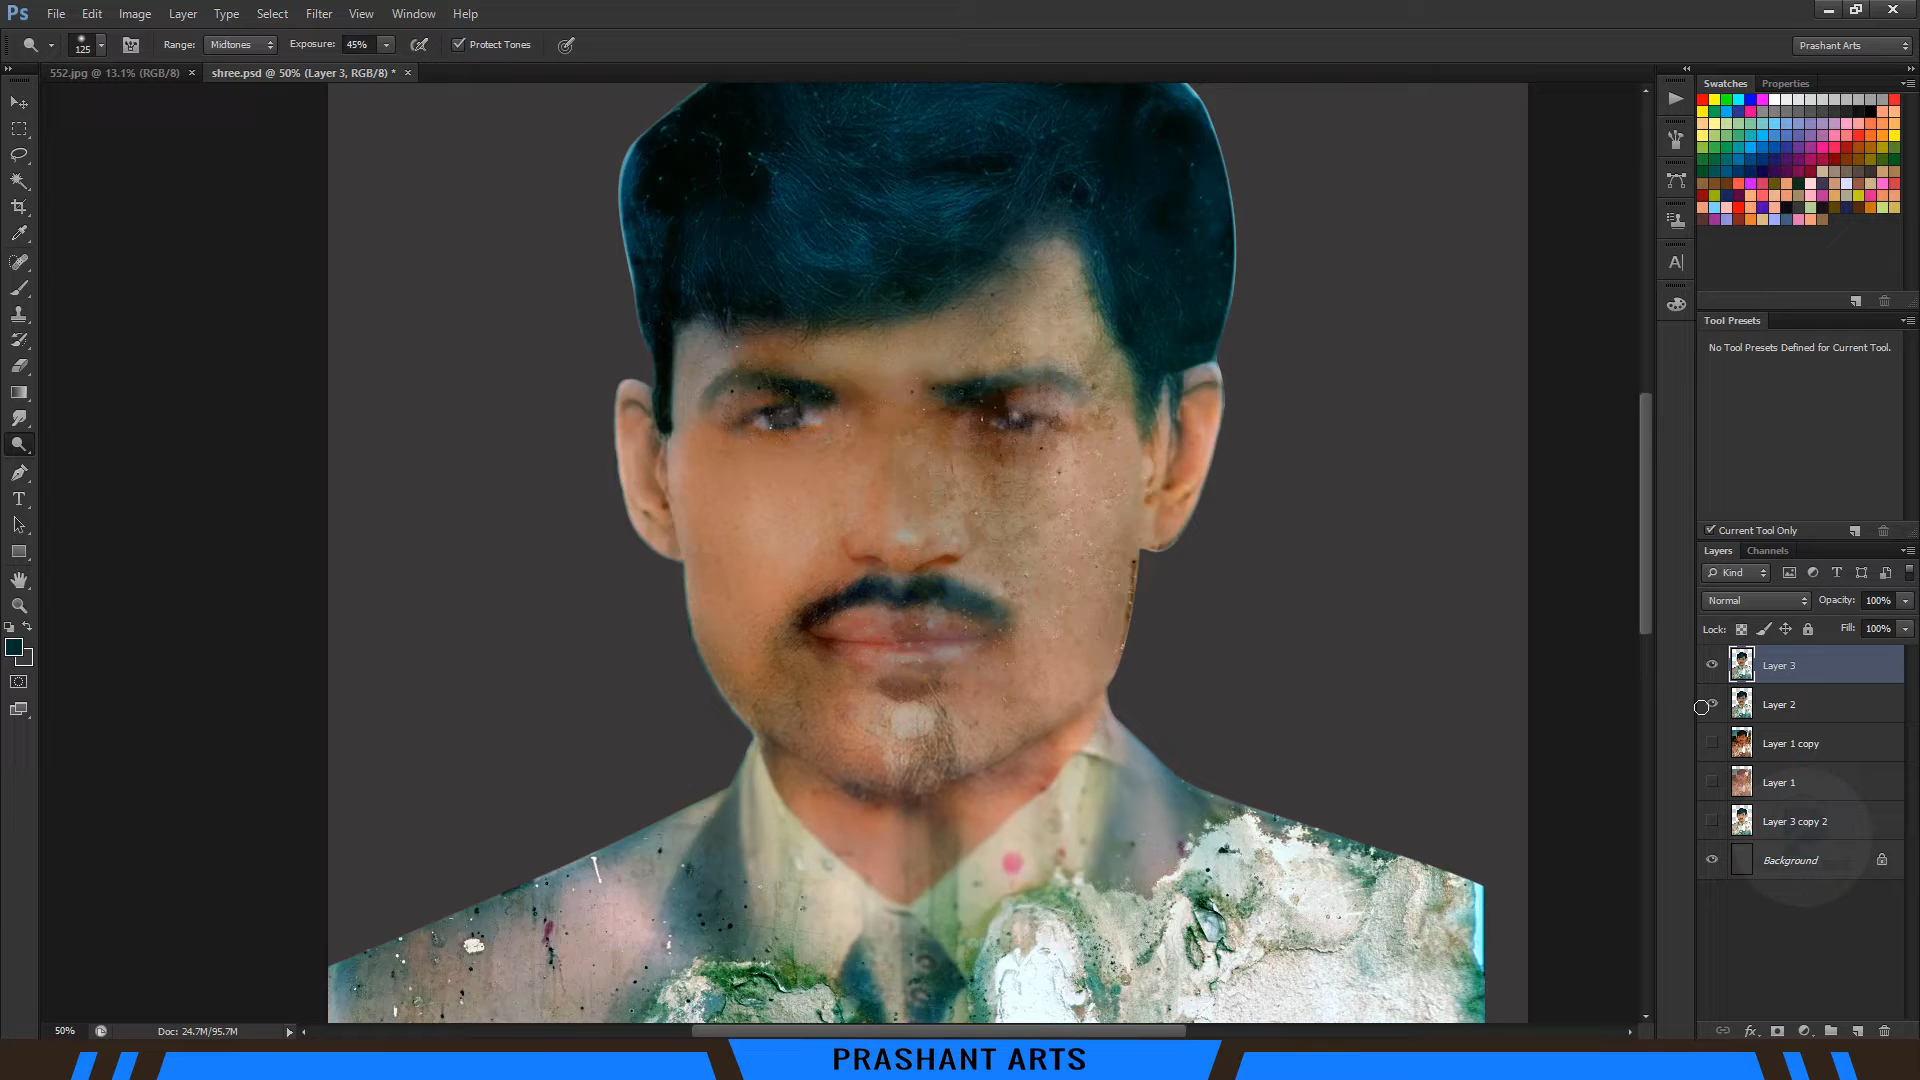 Ps File Edit Image Layer Type Select Filter 3D View Window Help
125 Range: Midtones Exposure: 45% Protect Tones Prashant Arts
552.jpg @ 13.1% (RGB/8) × shree.psd @ 50% (Layer 3, RGB/8) * ×
Swatches Properties
Tool Presets
No Tool Presets Defined for Current Tool.
Current Tool Only
Layers Channels
Kind
Normal Opacity: 100%
Lock: Fill: 100%
Layer 3
Layer 2
Layer 1 copy
Layer 1
Layer 3 copy 2
Background
50% Doc: 24.7M/95.7M
PRASHANT ARTS